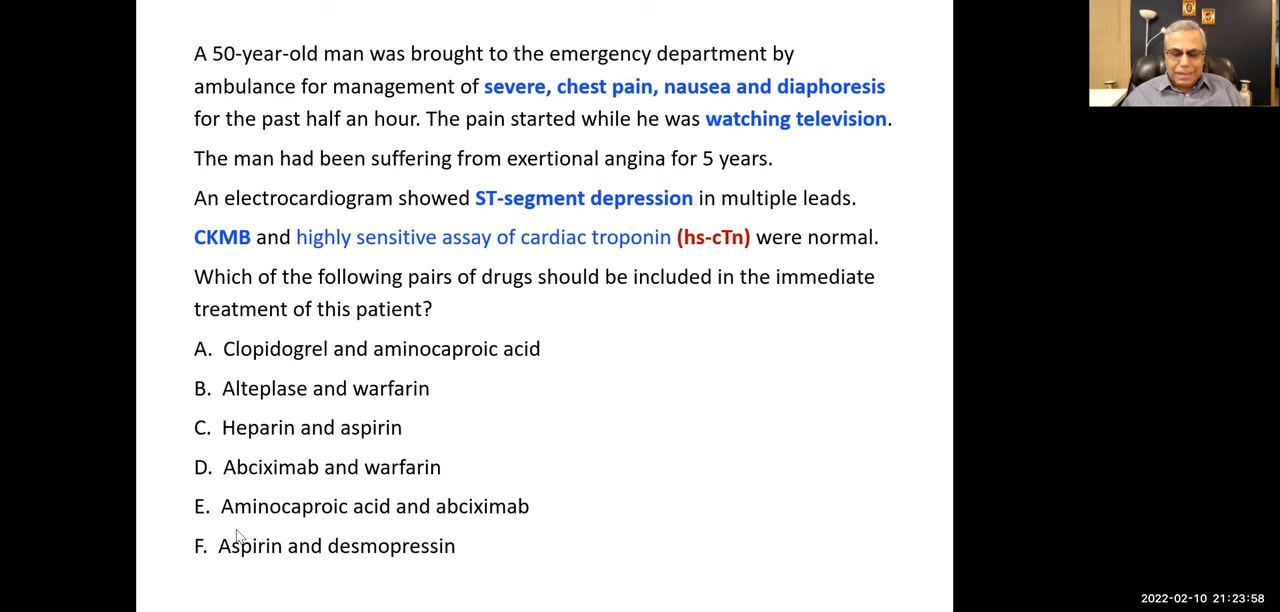 A 50-year-old man was brought to the emergency department by
ambulance for management of severe, chest pain, nausea and diaphoresis
for the past half an hour. The pain started while he was watching television.
The man had been suffering from exertional angina for 5 years.
An electrocardiogram showed ST-segment depression in multiple leads.
CKMB and highly sensitive assay of cardiac troponin (hs-cTn) were normal.
Which of the following pairs of drugs should be included in the immediate
treatment of this patient?
A. Clopidogrel and aminocaproic acid
B. Alteplase and warfarin
C. Heparin and aspirin
D. Abciximab and warfarin
E. Aminocaproic acid and abciximab
F. Aspirin and desmopressin
2022-02-10 21:23:58